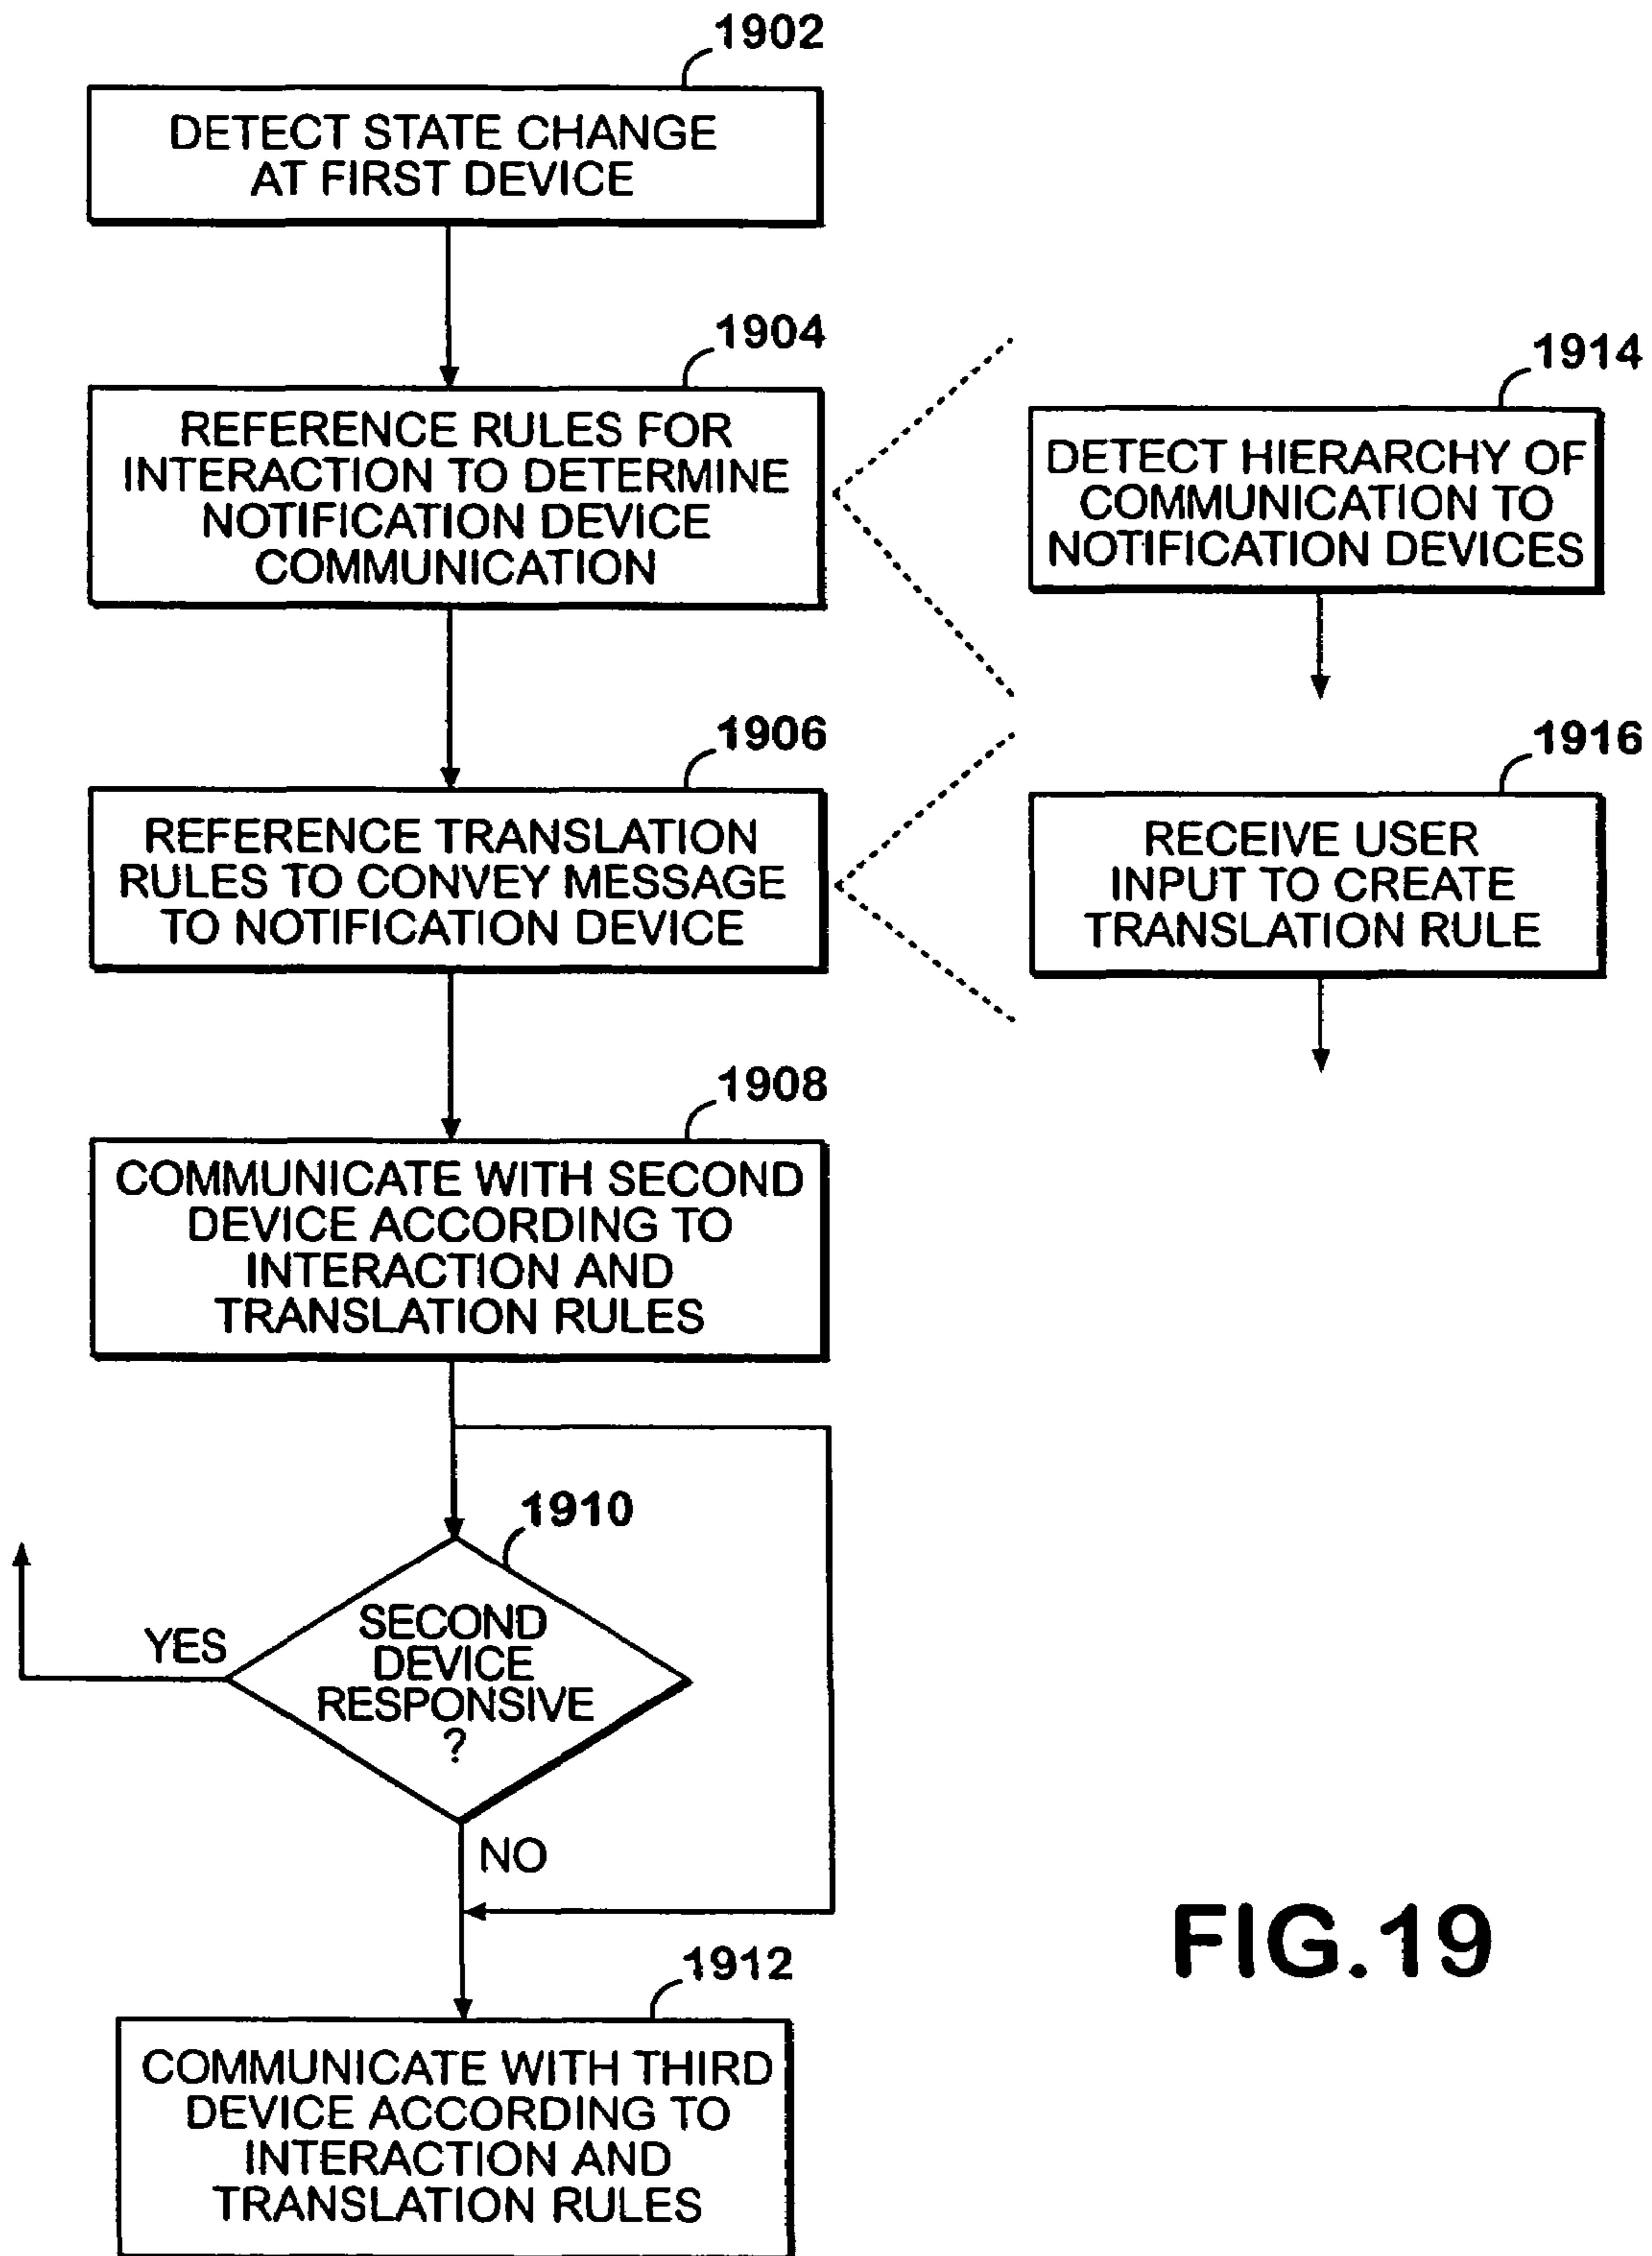 1902
DETECT STATE CHANGE
AT FIRST DEVICE
1904
REFERENCE RULES FOR
INTERACTION TO DETERMINE
NOTIFICATION DEVICE
COMMUNICATION
1914
DETECT HIERARCHY OF
COMMUNICATION TO
NOTIFICATION DEVICES
1906
REFERENCE TRANSLATION
RULES TO CONVEY MESSAGE
TO NOTIFICATION DEVICE
1916
RECEIVE USER
INPUT TO CREATE
TRANSLATION RULE
1908
COMMUNICATE WITH SECOND
DEVICE ACCORDING TO
INTERACTION AND
TRANSLATION RULES
1910
SECOND
DEVICE
RESPONSIVE
?
YES
NO
1912
COMMUNICATE WITH THIRD
DEVICE ACCORDING TO
INTERACTION AND
TRANSLATION RULES
FIG.19